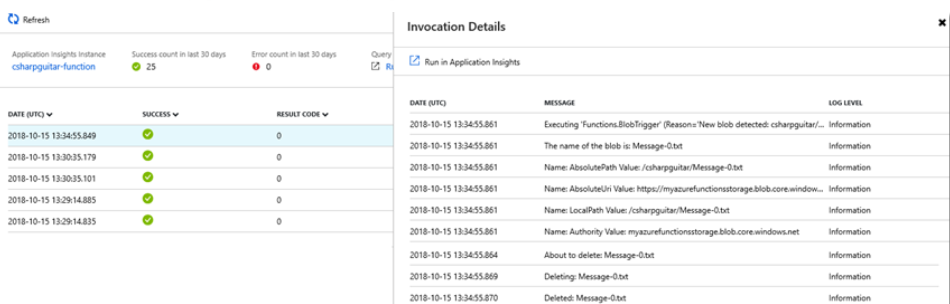 Refresh
Application Insights Instance
csharpguitar-function
Success count in last 30 days
25
Error count in last 30 days
0
Query
DATE (UTC) SUCCESS RESULT CODE
2018-10-15 13:34:55.849 0
2018-10-15 13:30:35.179 0
2018-10-15 13:30:35.101 0
2018-10-15 13:29:14.885 0
2018-10-15 13:29:14.835 0
Invocation Details
Run in Application Insights
DATE (UTC) MESSAGE LOG LEVEL
2018-10-15 13:34:55.861 Executing 'Functions.BlobTrigger' (Reason='New blob detected: csharpguitar/... Information
2018-10-15 13:34:55.861 The name of the blob is: Message-0.txt Information
2018-10-15 13:34:55.861 Name: AbsolutePath Value: /csharpguitar/Message-0.txt Information
2018-10-15 13:34:55.861 Name: AbsoluteUri Value: https://myazurefunctionsstorage.blob.core.window... Information
2018-10-15 13:34:55.861 Name: LocalPath Value: /csharpguitar/Message-0.txt Information
2018-10-15 13:34:55.861 Name: Authority Value: myazurefunctionsstorage.blob.core.windows.net Information
2018-10-15 13:34:55.864 About to delete: Message-0.txt Information
2018-10-15 13:34:55.869 Deleting: Message-0.txt Information
2018-10-15 13:34:55.870 Deleted: Message-0.txt Information